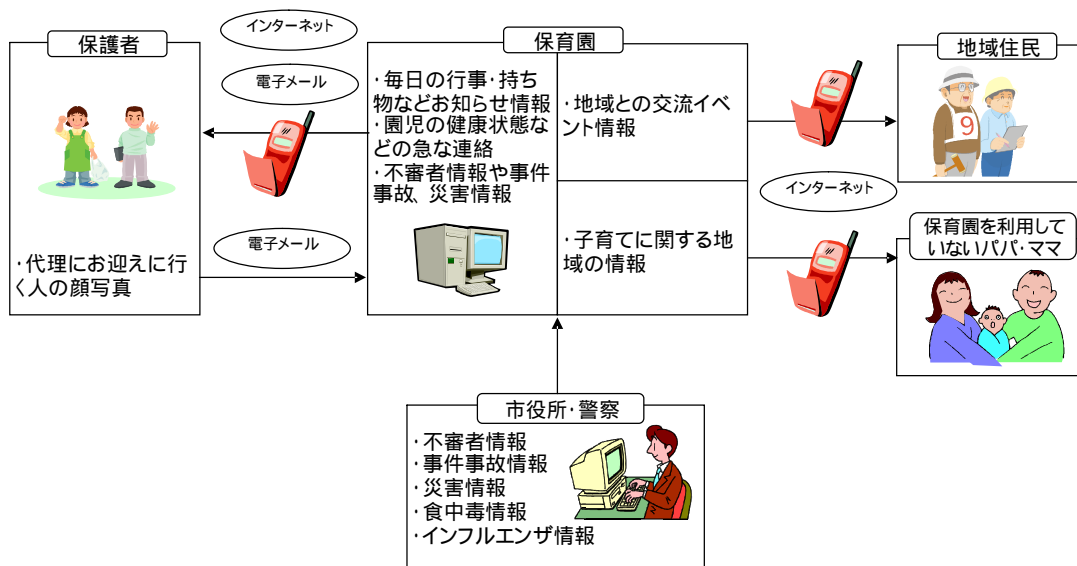 インターネット
保護者
電子メール
電子メール
・代理にお迎えに行
く人の顔写真
保育園
・毎日の行事・持ち
物などお知らせ情報
・園児の健康状態な
どの急な連絡
・不審者情報や事件
事故、災害情報
・地域との交流イベ
ント情報
・子育てに関する地
域の情報
インターネット
地域住民
9
保育園を利用して
いないパパ・ママ
市役所・警察
・不審者情報
・事件事故情報
・災害情報
・食中毒情報
・インフルエンザ情報